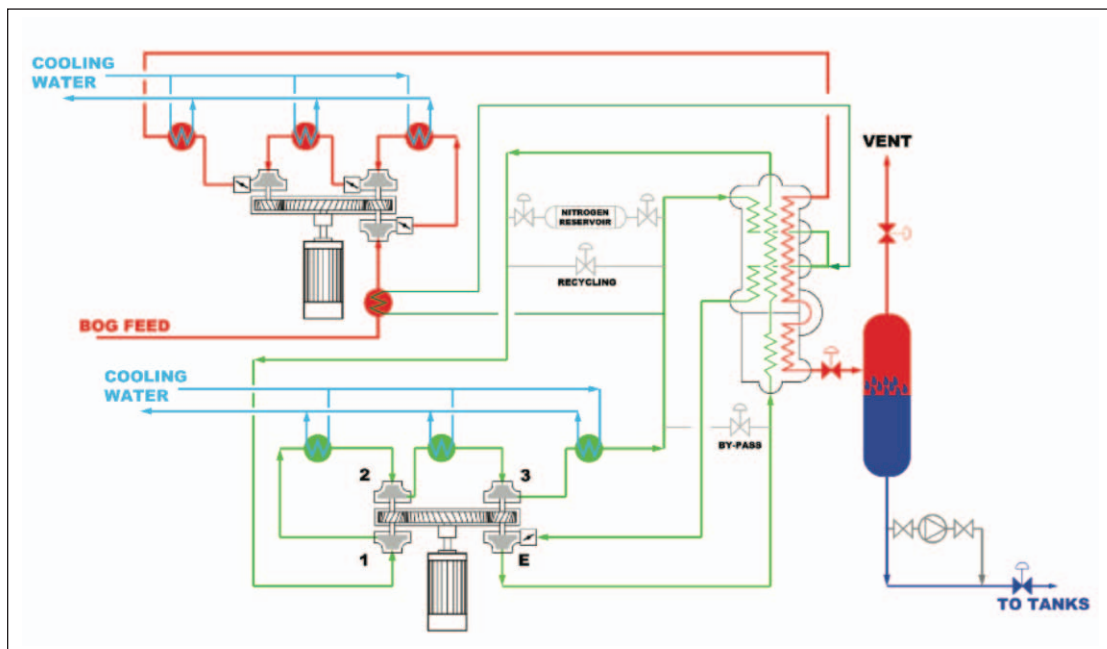 COOLING
WATER
VENT
NITROGEN
RESERVOIR
RECYCLING
BOG FEED
COOLING
WATER
BY-PASS
2
3
1
E
TO TANKS